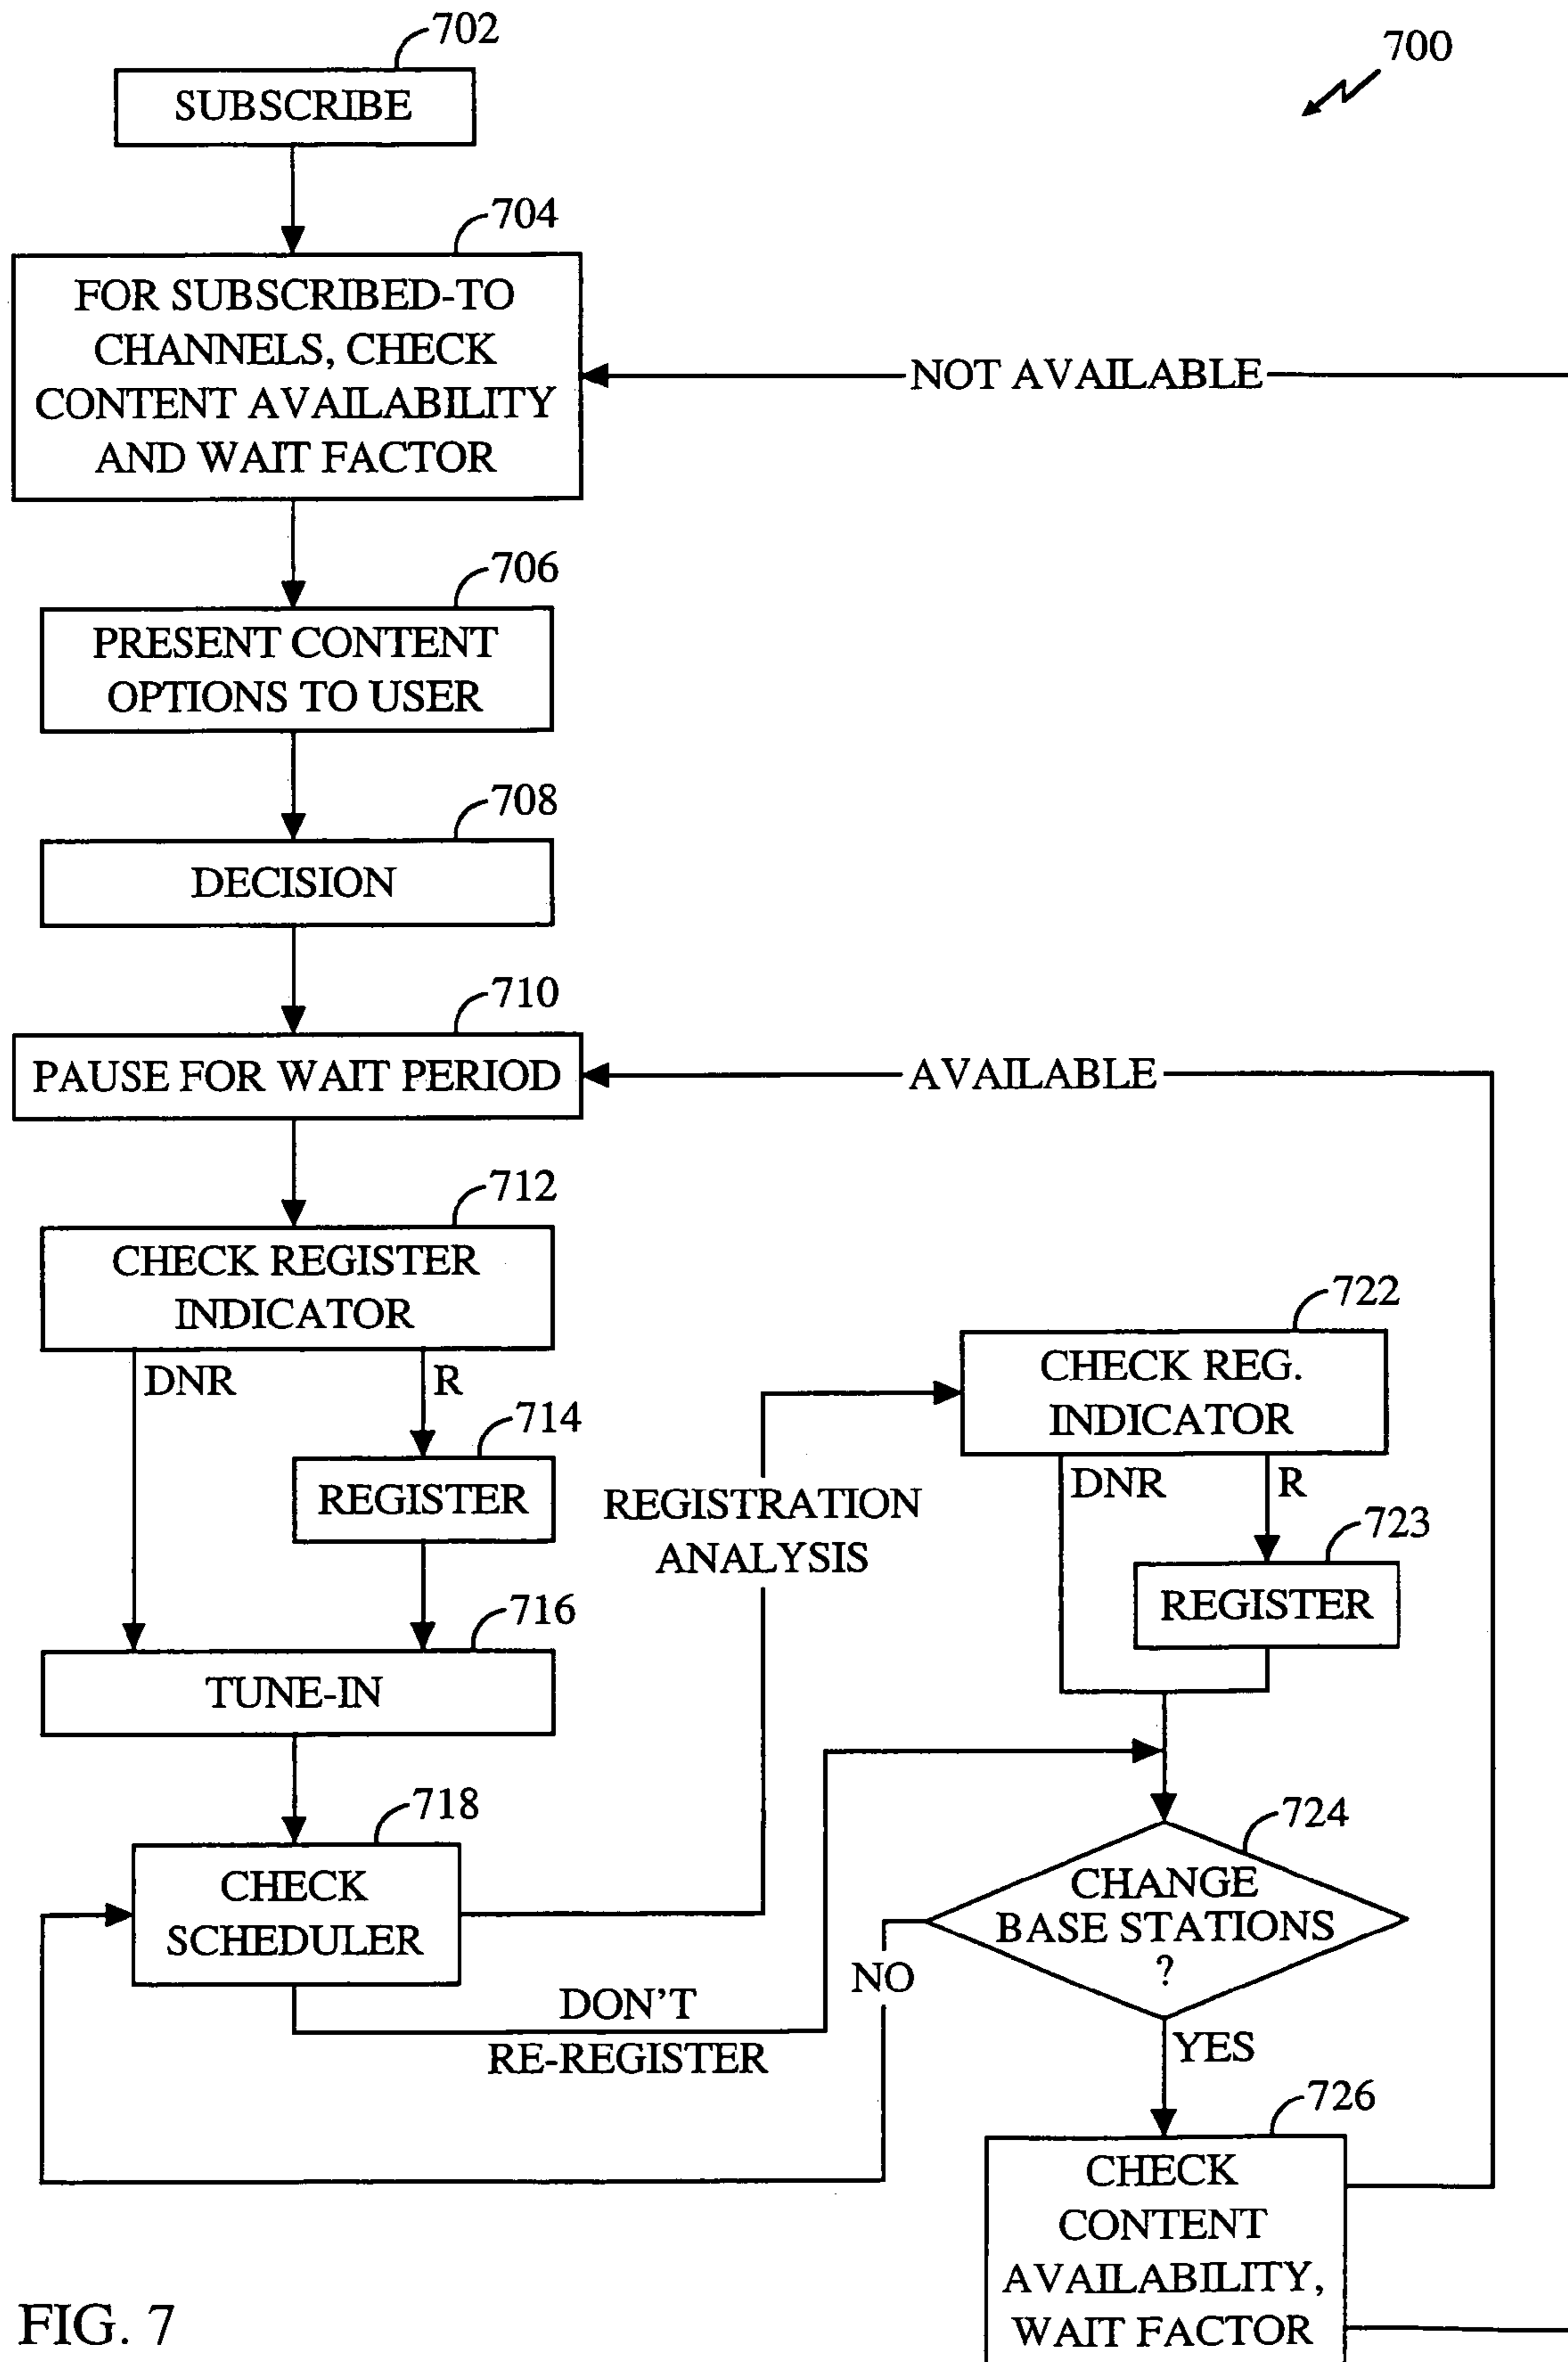 702
700
SUBSCRIBE
704
FOR SUBSCRIBED-TO
CHANNELS, CHECK
CONTENT AVAILABILITY
AND WAIT FACTOR
NOT AVAILABLE
706
PRESENT CONTENT
OPTIONS TO USER
708
DECISION
710
PAUSE FOR WAIT PERIOD
AVAILABLE
712
CHECK REGISTER
INDICATOR
DNR
R
714
REGISTER
716
TUNE-IN
718
CHECK
SCHEDULER
REGISTRATION
ANALYSIS
DON'T
RE-REGISTER
722
CHECK REG.
INDICATOR
DNR
R
723
REGISTER
724
CHANGE
BASE STATIONS
?
NO
YES
726
CHECK
CONTENT
AVAILABILITY,
WAIT FACTOR
FIG. 7